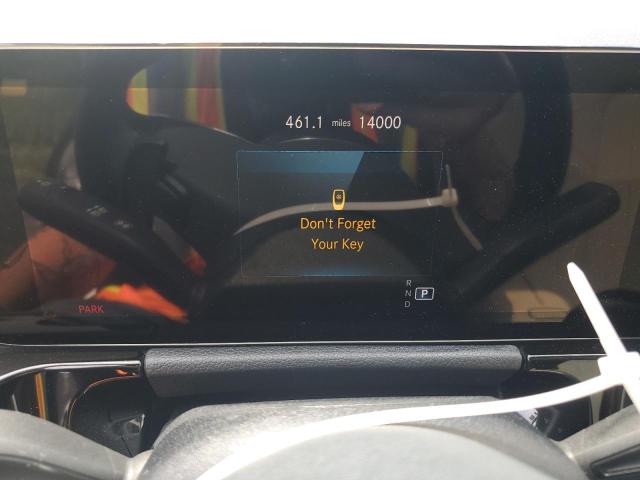 461.1 miles 14000
Don't Forget
Your Key
R
N P
D
PARK